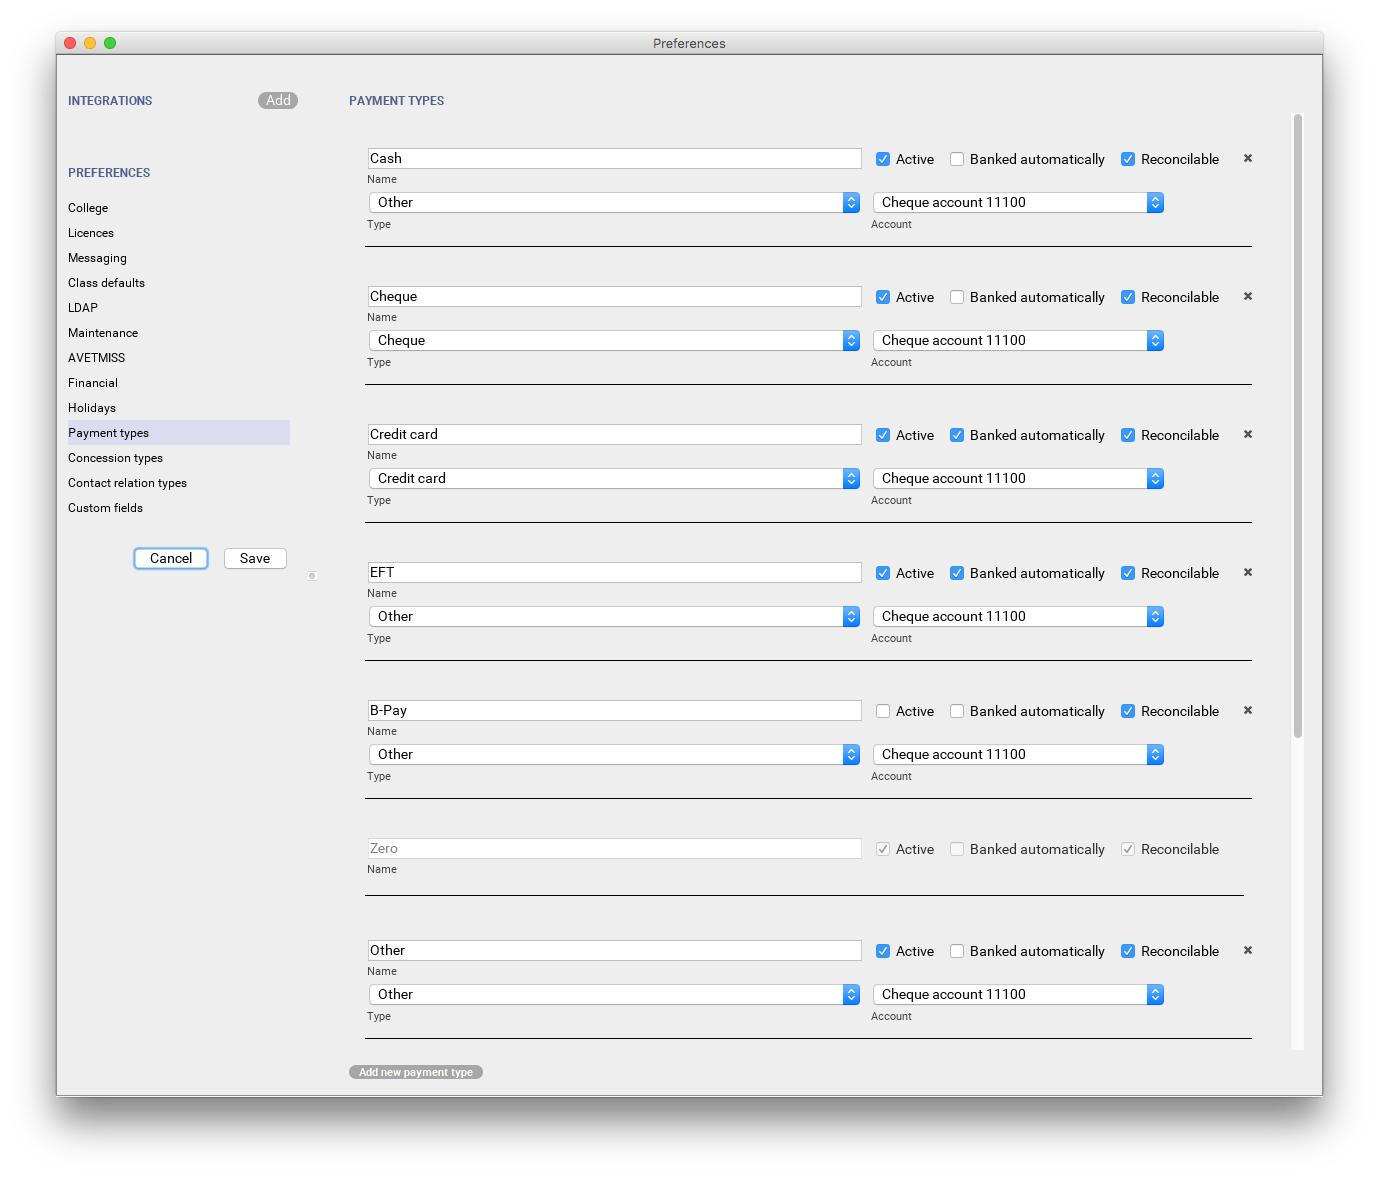 Preferences
INTEGRATIONS
Add
PREFERENCES
College
Licences
Messaging
Class defaults
LDAP
Maintenance
AVETMISS
Financial
Holidays
Payment types
Concession types
Contact relation types
Custom fields
Cancel Save
PAYMENT TYPES
Cash Active Banked automatically Reconcilable
Name
Other Cheque account 11100
Type Account
Cheque Active Banked automatically Reconcilable
Name
Cheque Cheque account 11100
Type Account
Credit card Active Banked automatically Reconcilable
Name
Credit card Cheque account 11100
Type Account
EFT Active Banked automatically Reconcilable
Name
Other Cheque account 11100
Type Account
B-Pay Active Banked automatically Reconcilable
Name
Other Cheque account 11100
Type Account
Zero Active Banked automatically Reconcilable
Name
Other Active Banked automatically Reconcilable
Name
Other Cheque account 11100
Type Account
Add new payment type